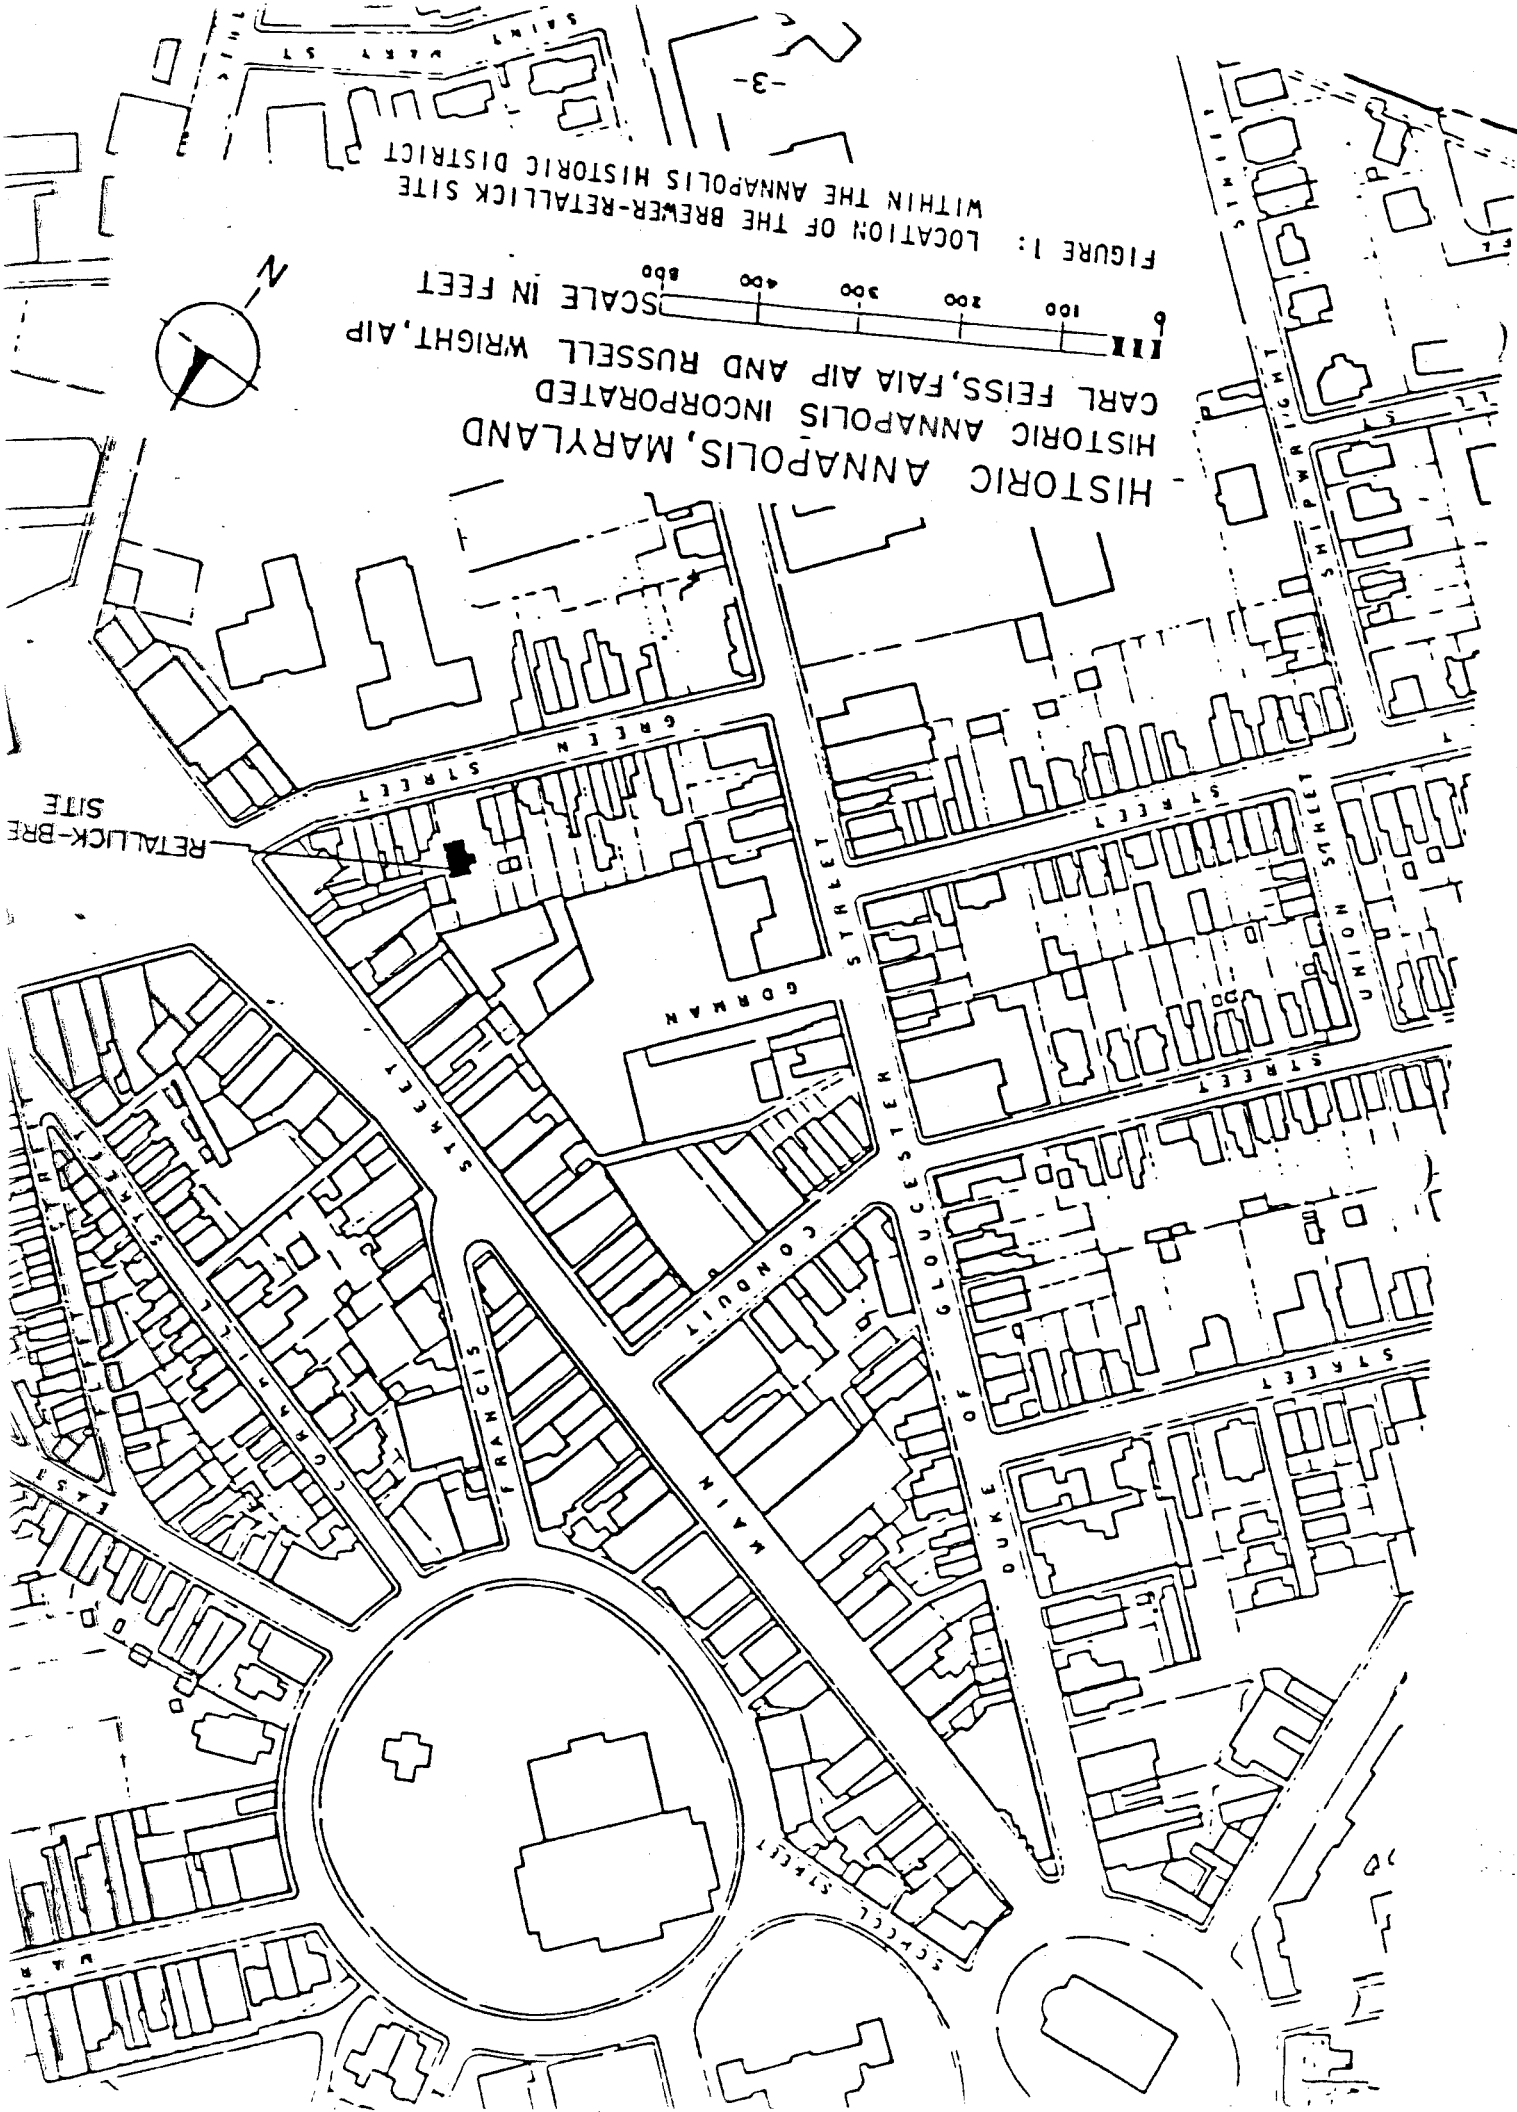 HISTORIC ANNAPOLIS, MARYLAND
HISTORIC ANNAPOLIS INCORPORATED
CARL FEISS, FAIA AIP AND RUSSELL WRIGHT, AIP
0 100 200 300 400 800
SCALE IN FEET
FIGURE 1: LOCATION OF THE BREWER-RETALLICK SITE
WITHIN THE ANNAPOLIS HISTORIC DISTRICT
-3-
N
RETALLICK-BRE
SITE
SCHOOL STREET
MAIN STREET
DUKE OF GLOUCESTER STREET
FRANCIS
CONDUIT
EAST
GORMAN
GREEN STREET
UNION STREET
STREET
STREET
STREET
SHIPWRIGHT
SAINT MARY ST